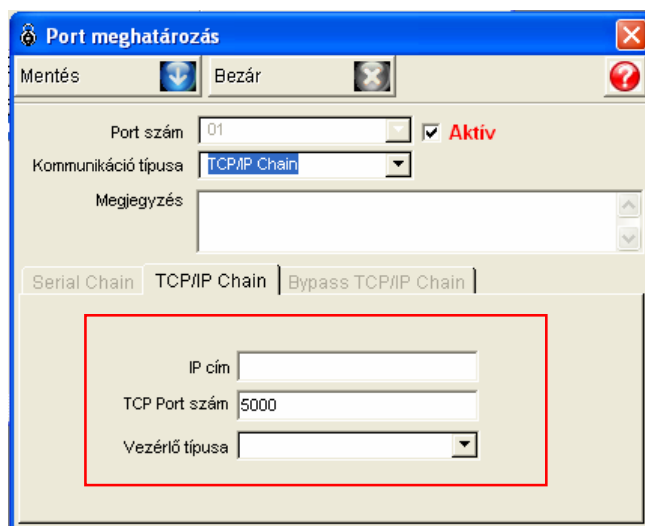 Port meghatározás
Mentés Bezár
Port szám 01 Aktív
Kommunikáció típusa TCP/IP Chain
Megjegyzés
Serial Chain TCP/IP Chain Bypass TCP/IP Chain
IP cím
TCP Port szám 5000
Vezérlő típusa